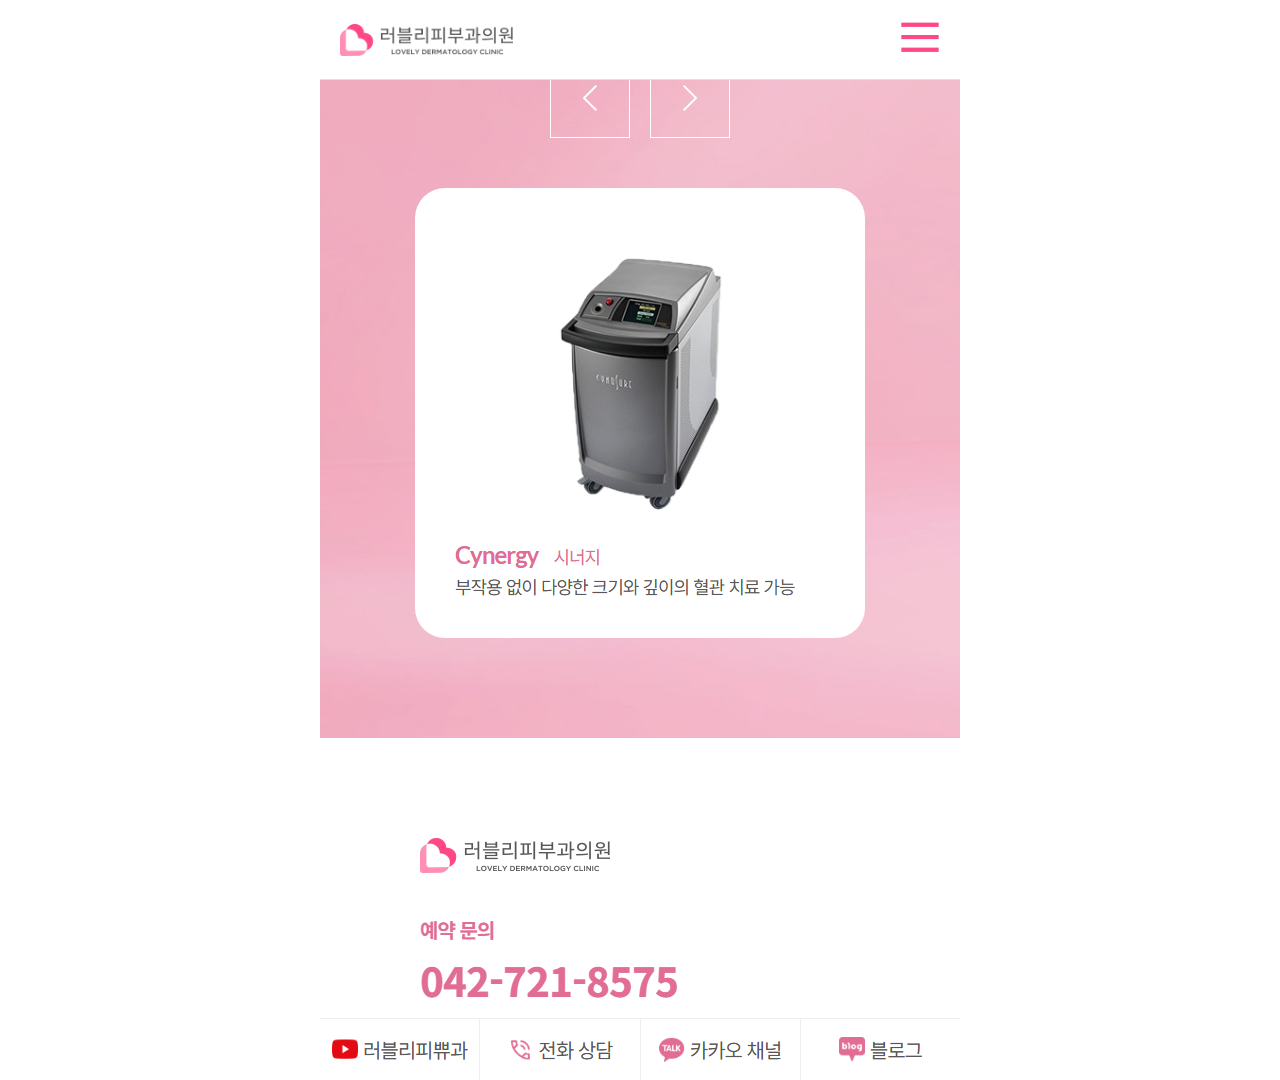 러블리피부과의원
LOVELY DERMATOLOGY CLINIC
CYNOSURE
Cynergy 시너지
부작용 없이 다양한 크기와 깊이의 혈관 치료 가능
러블리피부과의원
LOVELY DERMATOLOGY CLINIC
예약 문의
042-721-8575
러블리피쀼과
전화 상담
TALK 카카오 채널
blog 블로그